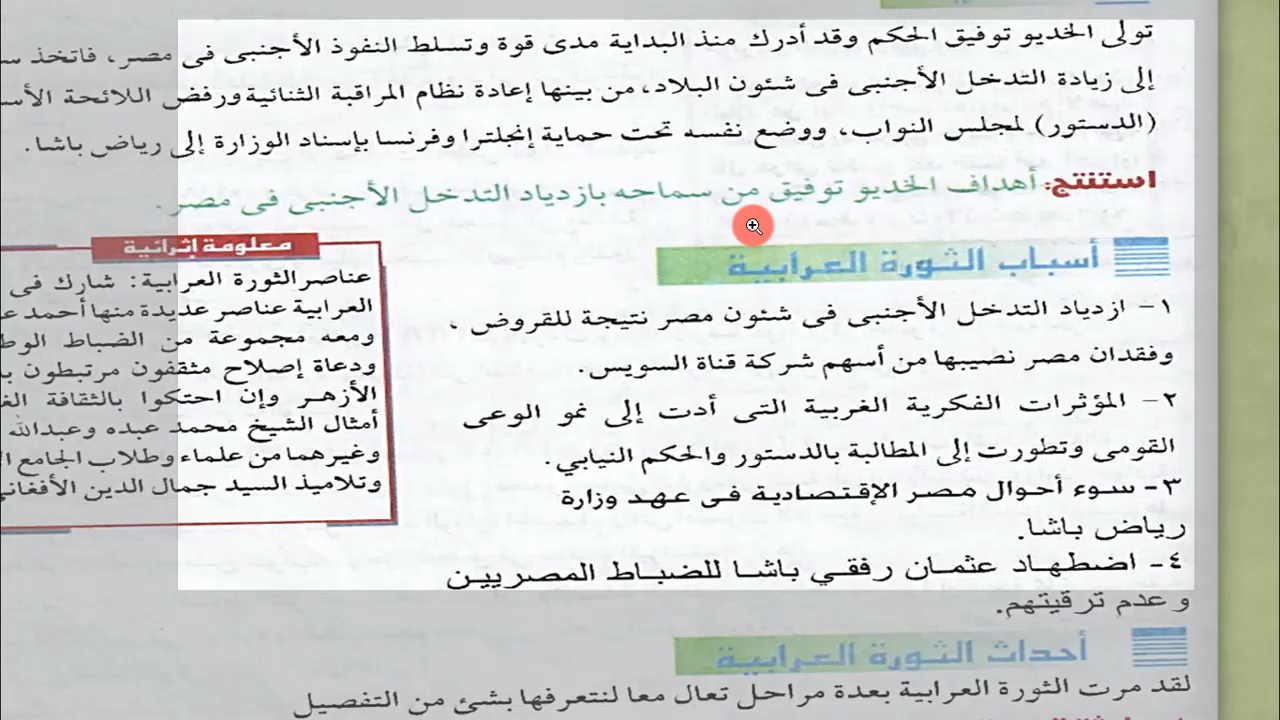 تولى الخديو توفيق الحكم وقد أدرك منذ البداية مدى قوة وتسلط النفوذ الأجنبى فى مصر، فاتخذ
إلى زيادة التدخل الأجنبى فى شئون البلاد، من بينها إعادة نظام المراقبة الثنائية ورفض اللائحة
(الدستور) لمجلس النواب، ووضع نفسه تحت حماية إنجلترا وفرنسا بإسناد الوزارة إلى رياض باشا.
استنتج: أهداف الخديو توفيق من سماحه بازدياد التدخل الأجنبى فى مصر.
أسباب الثورة العرابية
١- ازدياد التدخل الأجنبى فى شئون مصر نتيجة للقروض ،
وفقدان مصر نصيبها من أسهم شركة قناة السويس.
٢- المؤثرات الفكرية الغربية التى أدت إلى نمو الوعى
القومى وتطورت إلى المطالبة بالدستور والحكم النيابي.
٣- سوء أحوال مصر الإقتصادية فى عهد وزارة
رياض باشا.
٤- اضطهاد عثمان رفقي باشا للضباط المصريين
وعدم ترقيتهم.
معلومة إثرائية
عناصر الثورة العرابية: شارك فى
العرابية عناصر عديدة منها أحمد
ومعه مجموعة من الضباط
ودعاة إصلاح مثقفون مرتبطون
الأزهر وإن احتكوا بالثقافة
أمثال الشيخ محمد عبده وعبدالله
وغيرهما من علماء وطلاب الجامع
وتلاميذ السيد جمال الدين الأفغانى
أحداث الثورة العرابية
لقد مرت الثورة العرابية بعدة مراحل تعال معا لنتعرفها بشئ من التفصيل